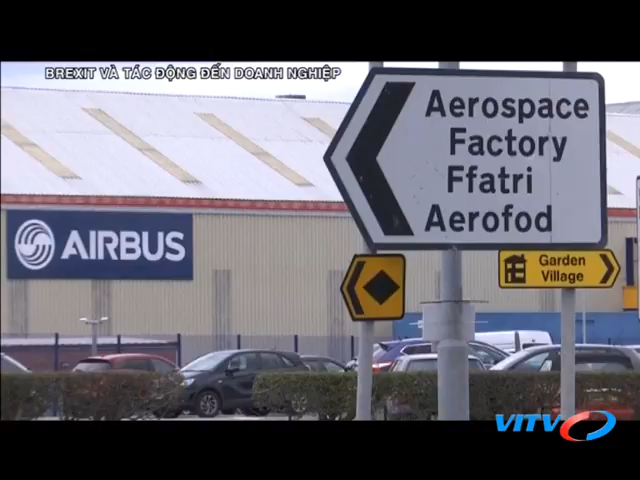 BREXIT VÀ TÁC ĐỘNG ĐẾN DOANH NGHIỆP
Aerospace
Factory
Ffatri
Aerofod
AIRBUS
Garden
Village
VITV